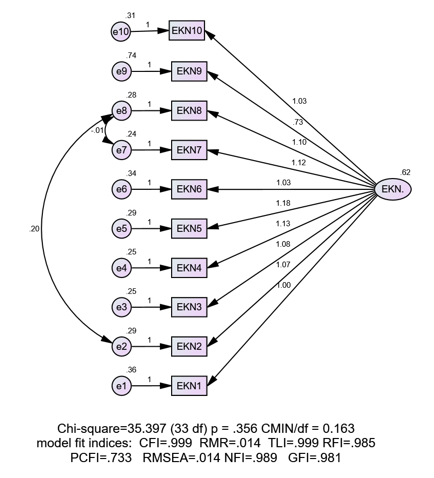 .31
e10 1 EKN10
.74
e9 1 EKN9 1.03
.28
e8 1 EKN8 .73
-.01 1.10
.24
e7 1 EKN7 1.12 .62
.34
e6 1 EKN6 1.03 EKN.
.29 1.18
.20 e5 1 EKN5 1.13
.25 1.08
e4 1 EKN4 1.07
.25 1.00
e3 1 EKN3
.29
e2 1 EKN2
.36
e1 1 EKN1
Chi-square=35.397 (33 df) p = .356 CMIN/df = 0.163
model fit indices: CFI=.999 RMR=.014 TLI=.999 RFI=.985
PCFI=.733 RMSEA=.014 NFI=.989 GFI=.981